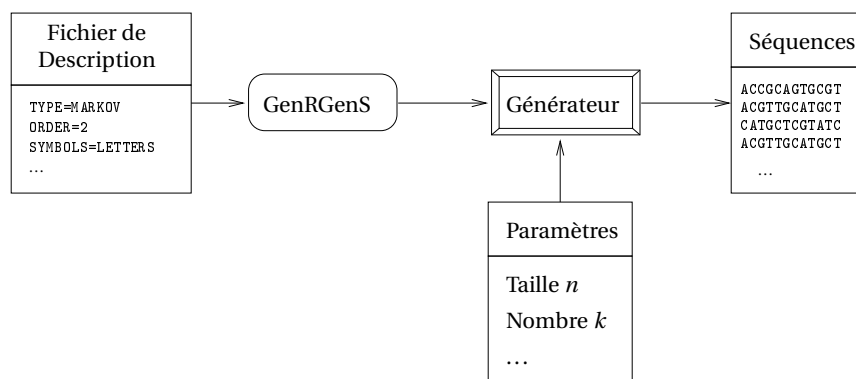 Fichier de
Description
TYPE=MARKOV
ORDER=2
SYMBOLS=LETTERS
...
GenRGenS
Générateur
Séquences
ACCGCAGTGCGT
ACGTTGCATGCT
CATGCTCGTATC
ACGTTGCATGCT
...
Paramètres
Taille n
Nombre k
...